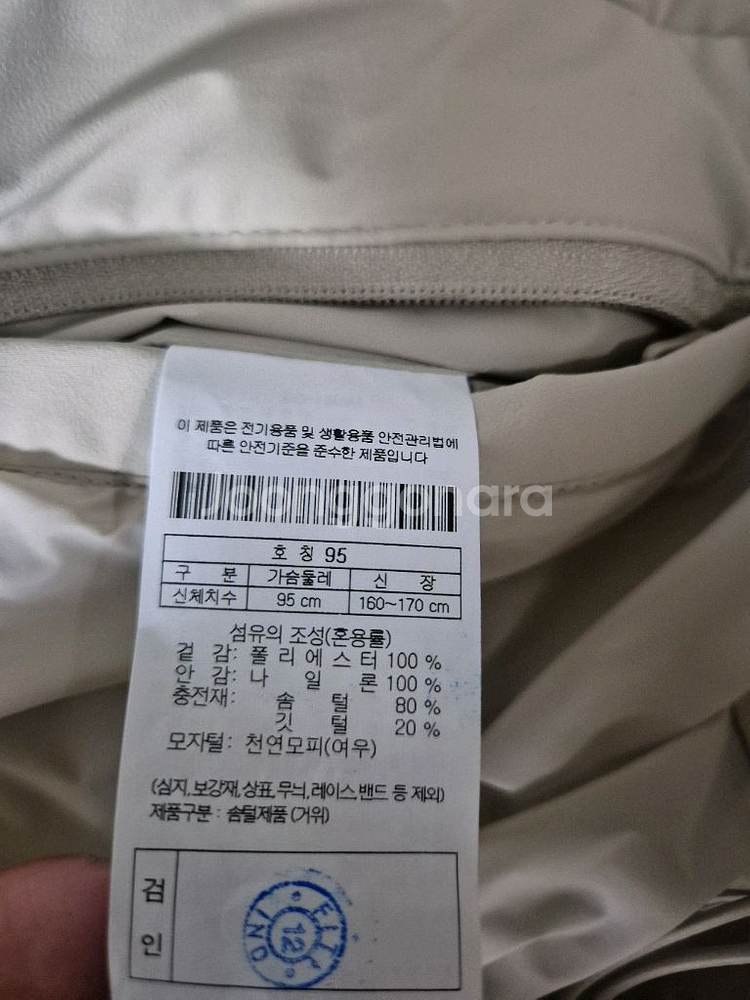 이 제품은 전기용품 및 생활용품 안전관리법에
따른 안전기준을 준수한 제품입니다
Joonggonara
호 칭 95
구 분 가슴둘레 신 장
신체치수 95 cm 160~170 cm
섬유의 조성(혼용률)
겉 감: 폴 리 에 스 터 100 %
안 감: 나 일 론 100 %
충전재: 솜 털 80 %
깃 털 20 %
모자털: 천연모피(여우)
(심지,보강재,상표,무늬,레이스,밴드 등 제외)
제품구분 : 솜털제품 (거위)
검
인
FITI
12
ONI